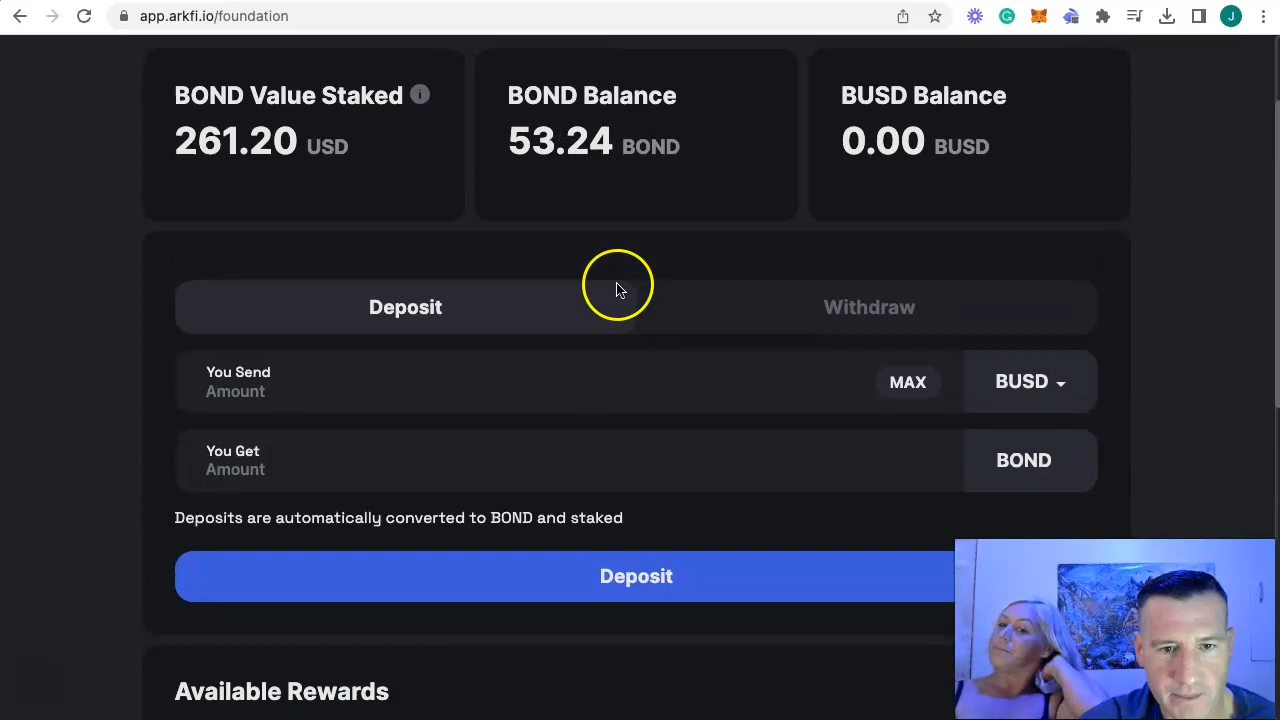 app.arkfi.io/foundation
J
BOND Value Staked
BOND Balance
BUSD Balance
261.20 USD
53.24 BOND
0.00 BUSD
Deposit
Withdraw
You Send
Amount
MAX
BUSD
You Get
Amount
BOND
Deposits are automatically converted to BOND and staked
Deposit
Available Rewards